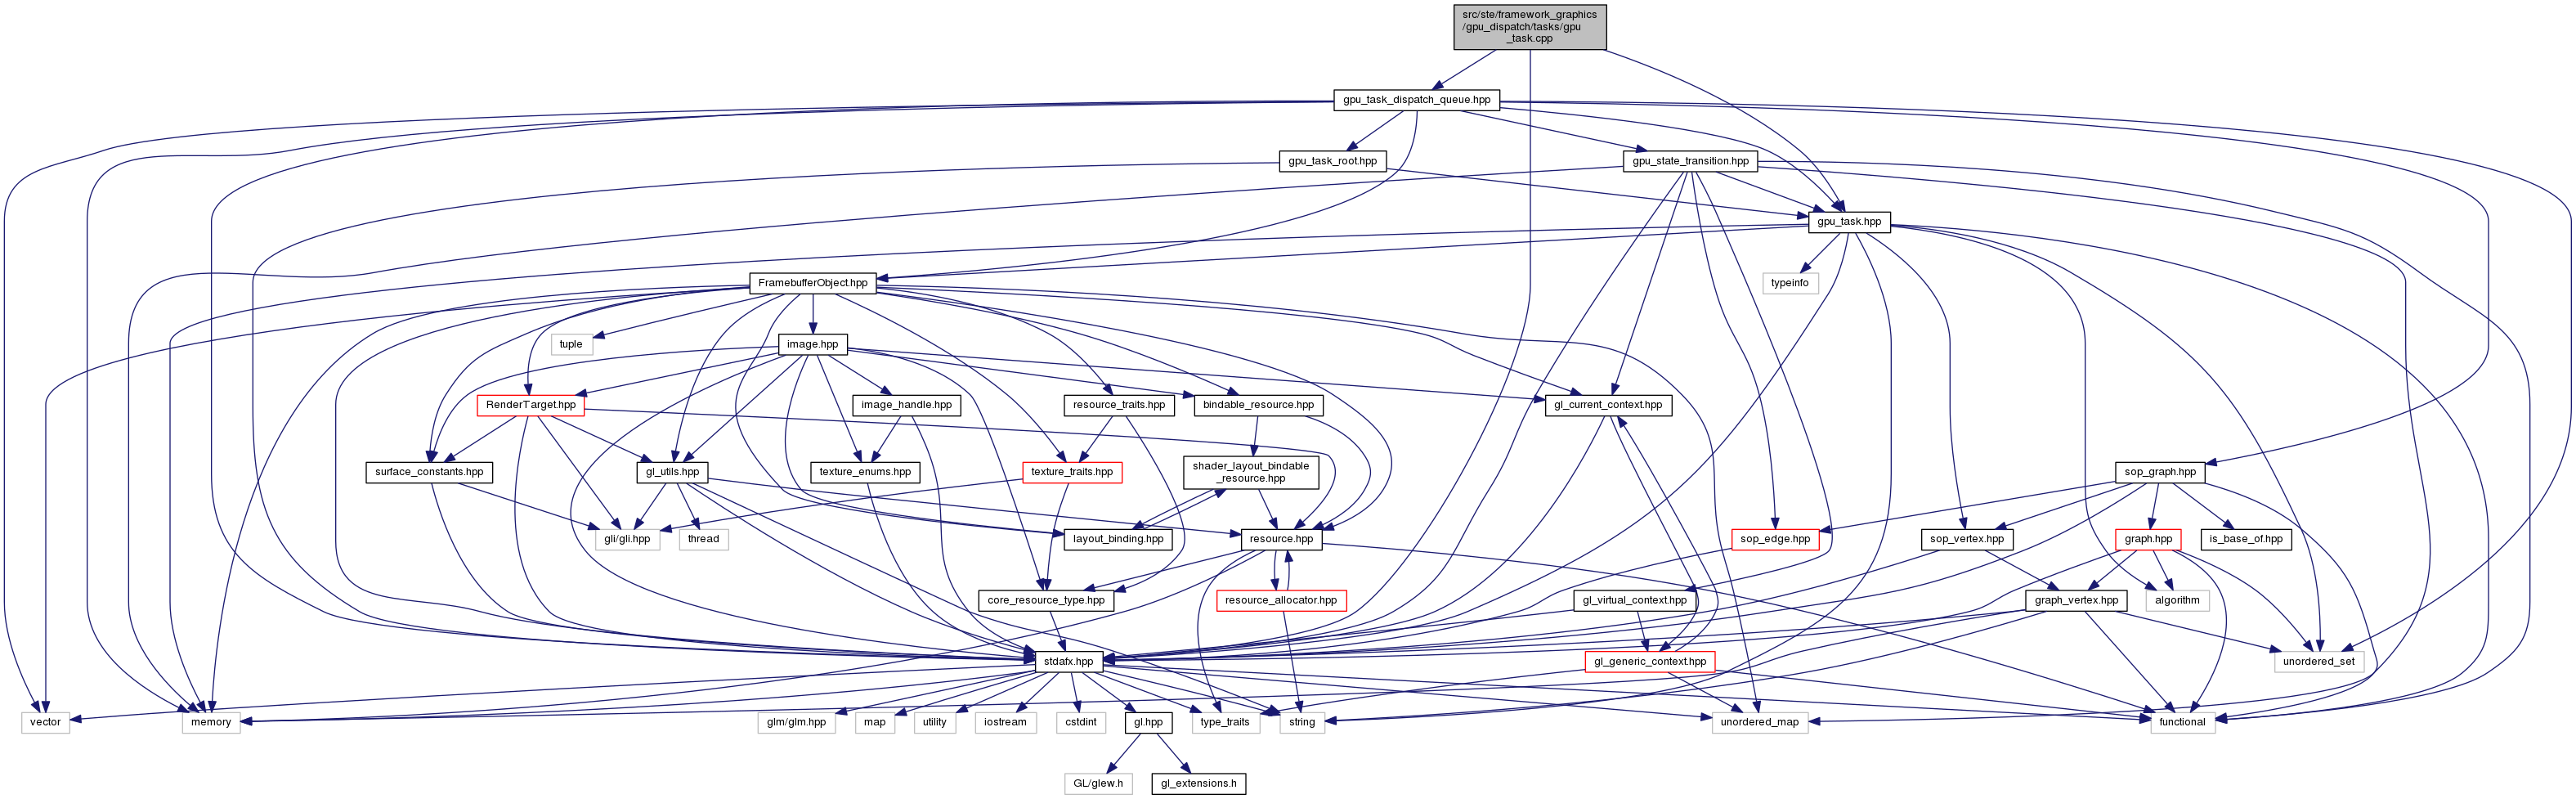 src/ste/framework_graphics
/gpu_dispatch/tasks/gpu
_task.cpp
gpu_task_dispatch_queue.hpp
gpu_task_root.hpp
gpu_state_transition.hpp
gpu_task.hpp
FramebufferObject.hpp
typeinfo
tuple
image.hpp
RenderTarget.hpp
image_handle.hpp
resource_traits.hpp
bindable_resource.hpp
gl_current_context.hpp
surface_constants.hpp
gl_utils.hpp
texture_enums.hpp
texture_traits.hpp
shader_layout_bindable
_resource.hpp
sop_graph.hpp
gli/gli.hpp
thread
layout_binding.hpp
resource.hpp
sop_edge.hpp
sop_vertex.hpp
graph.hpp
is_base_of.hpp
core_resource_type.hpp
resource_allocator.hpp
gl_virtual_context.hpp
graph_vertex.hpp
algorithm
stdafx.hpp
gl_generic_context.hpp
unordered_set
vector
memory
glm/glm.hpp
map
utility
iostream
cstdint
gl.hpp
type_traits
string
unordered_map
functional
GL/glew.h
gl_extensions.h